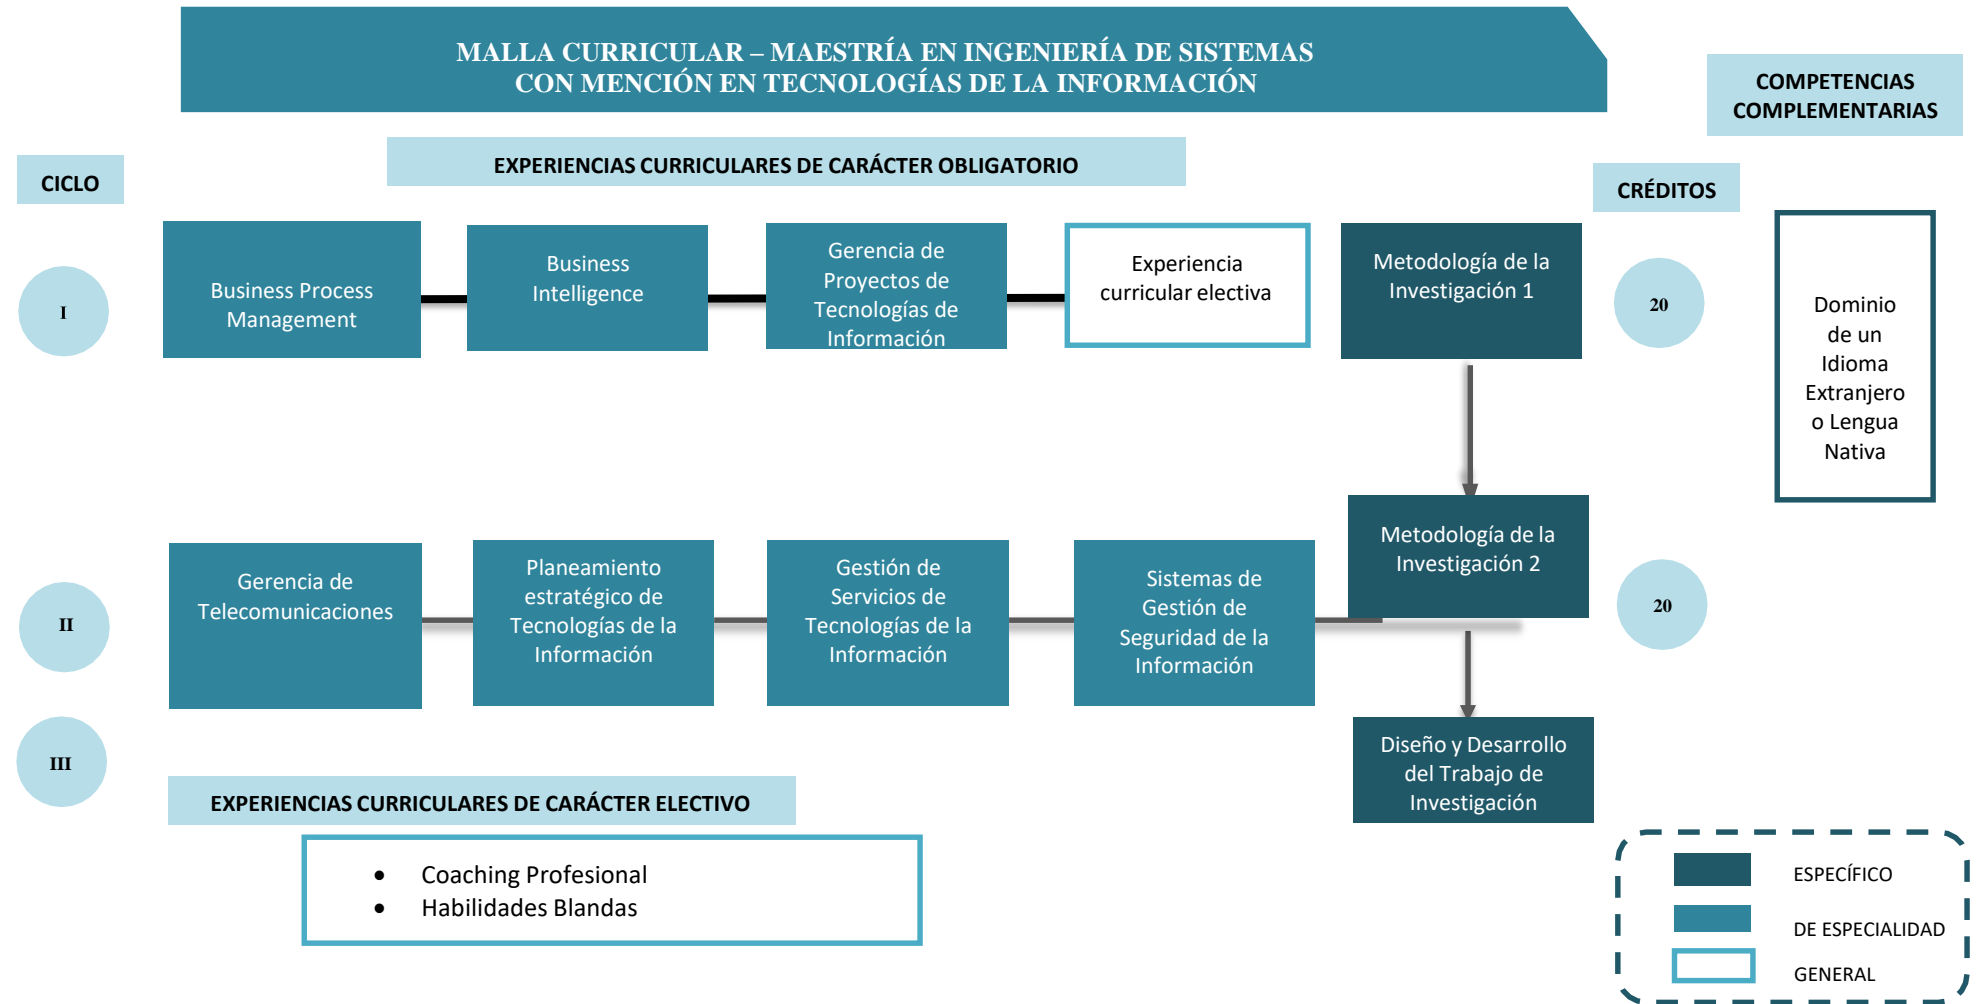 MALLA CURRICULAR – MAESTRÍA EN INGENIERÍA DE SISTEMAS
CON MENCIÓN EN TECNOLOGÍAS DE LA INFORMACIÓN
COMPETENCIAS
COMPLEMENTARIAS
EXPERIENCIAS CURRICULARES DE CARÁCTER OBLIGATORIO
CICLO
CRÉDITOS
I
Business Process
Management
Business
Intelligence
Gerencia de
Proyectos de
Tecnologías de
Información
Experiencia
curricular electiva
Metodología de la
Investigación 1
20
Dominio
de un
Idioma
Extranjero
o Lengua
Nativa
II
Gerencia de
Telecomunicaciones
Planeamiento
estratégico de
Tecnologías de la
Información
Gestión de
Servicios de
Tecnologías de la
Información
Sistemas de
Gestión de
Seguridad de la
Información
Metodología de la
Investigación 2
20
III
Diseño y Desarrollo
del Trabajo de
Investigación
EXPERIENCIAS CURRICULARES DE CARÁCTER ELECTIVO
• Coaching Profesional
• Habilidades Blandas
ESPECÍFICO
DE ESPECIALIDAD
GENERAL